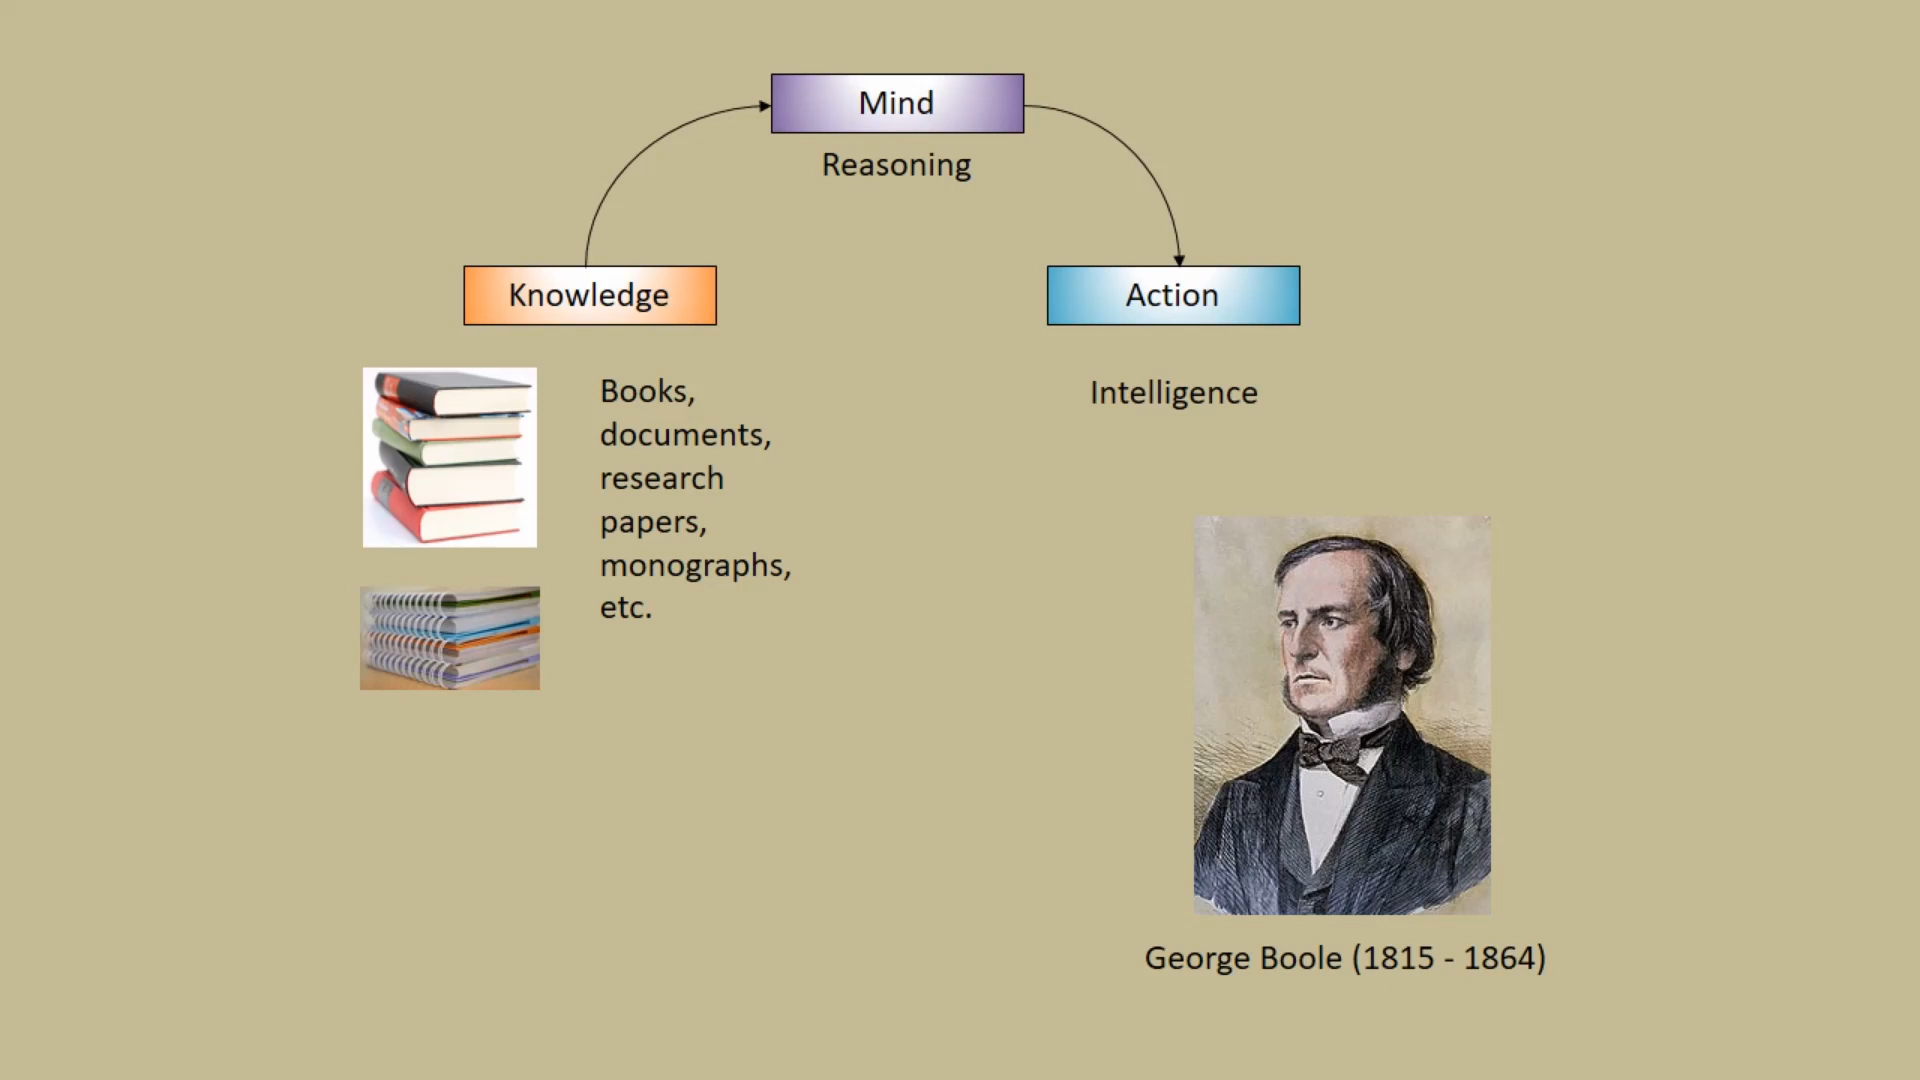 Mind
Reasoning
Knowledge
Action
Books,
documents,
research
papers,
monographs,
etc.
Intelligence
George Boole (1815 - 1864)